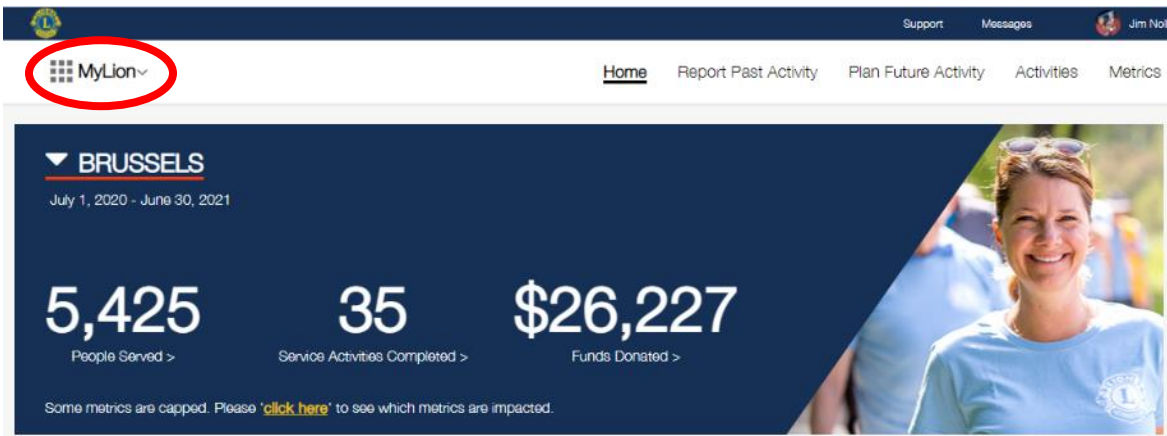 Support Messages Jim Nol
MyLion
Home Report Past Activity Plan Future Activity Activities Metrics
BRUSSELS
July 1, 2020 - June 30, 2021
5,425 35 $26,227
People Served > Service Activities Completed > Funds Donated >
Some metrics are capped. Please 'click here' to see which metrics are impacted.
L